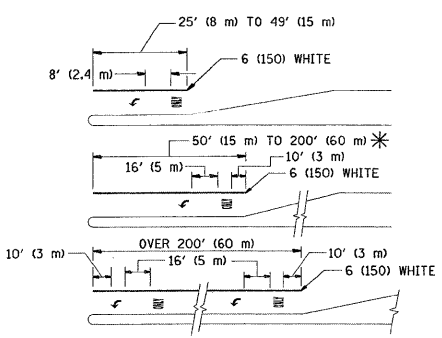 25' (8 m) TO 49' (15 m)
6 (150) WHITE
8' (2.4 m)
50' (15 m) TO 200' (60 m) *
10' (3 m)
16' (5 m)
6 (150) WHITE
OVER 200' (60 m)
10' (3 m)
16' (5 m)
10' (3 m)
6 (150) WHITE